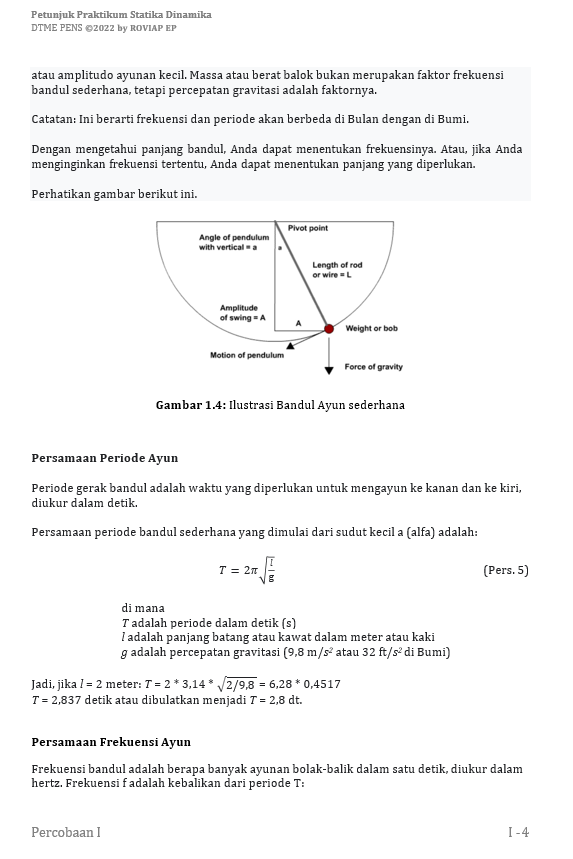 Petunjuk Praktikum Statika Dinamika
DTME PENS ©2022 by ROVIAP EP
atau amplitudo ayunan kecil. Massa atau berat balok bukan merupakan faktor frekuensi
bandul sederhana, tetapi percepatan gravitasi adalah faktornya.
Catatan: Ini berarti frekuensi dan periode akan berbeda di Bulan dengan di Bumi.
Dengan mengetahui panjang bandul, Anda dapat menentukan frekuensinya. Atau, jika Anda
menginginkan frekuensi tertentu, Anda dapat menentukan panjang yang diperlukan.
Perhatikan gambar berikut ini.
Pivot point
Angle of pendulum
with vertical = a
a
Length of rod
or wire = L
Amplitude
of swing = A
A
Weight or bob
Motion of pendulum
Force of gravity
Gambar 1.4: Ilustrasi Bandul Ayun sederhana
Persamaan Periode Ayun
Periode gerak bandul adalah waktu yang diperlukan untuk mengayun ke kanan dan ke kiri,
diukur dalam detik.
Persamaan periode bandul sederhana yang dimulai dari sudut kecil a (alfa) adalah:
T = 2π √(l/g) (Pers. 5)
di mana
T adalah periode dalam detik (s)
l adalah panjang batang atau kawat dalam meter atau kaki
g adalah percepatan gravitasi (9,8 m/s² atau 32 ft/s² di Bumi)
Jadi, jika l = 2 meter: T = 2 * 3,14 * √2/9,8 = 6,28 * 0,4517
T = 2,837 detik atau dibulatkan menjadi T = 2,8 dt.
Persamaan Frekuensi Ayun
Frekuensi bandul adalah berapa banyak ayunan bolak-balik dalam satu detik, diukur dalam
hertz. Frekuensi f adalah kebalikan dari periode T:
Percobaan I I - 4